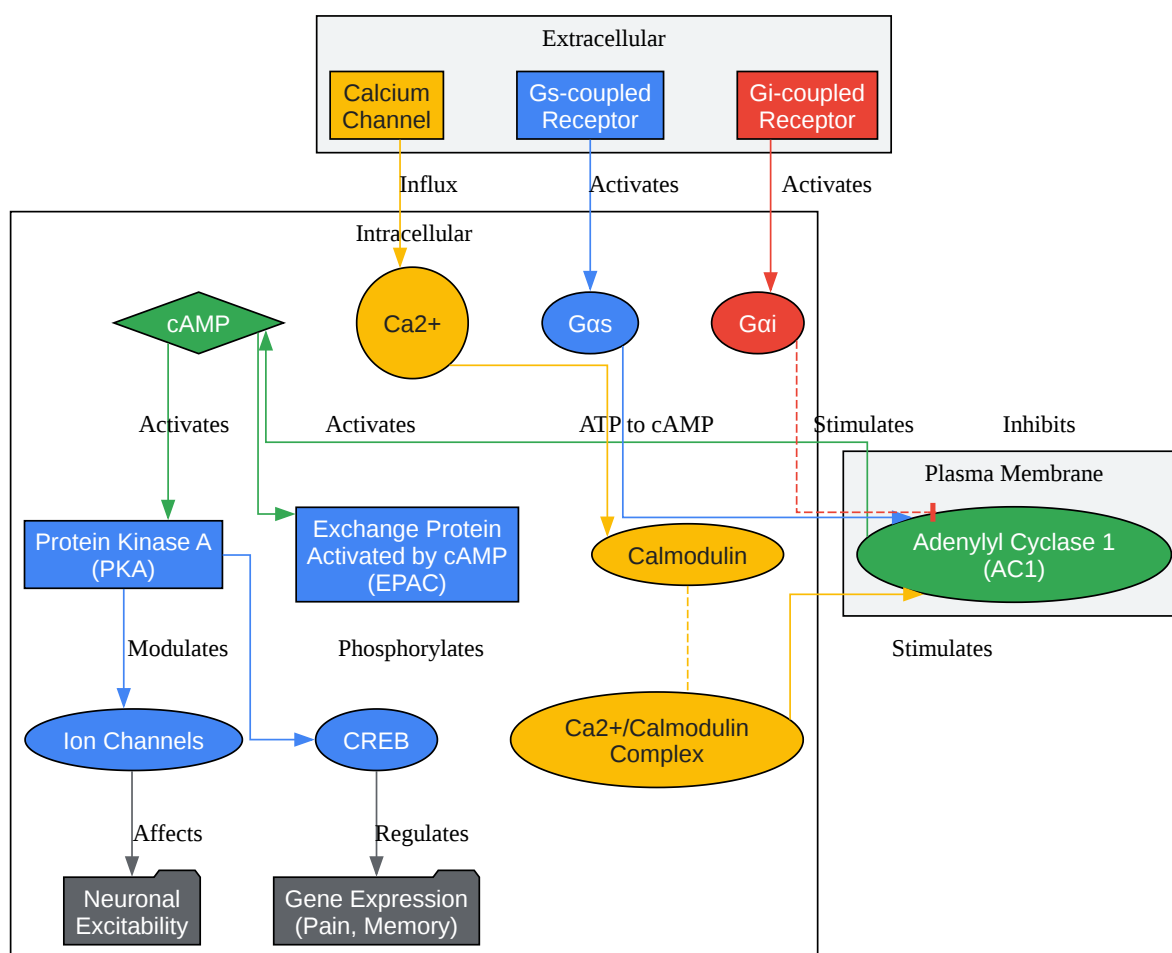 Extracellular
Calcium
Channel
Gs-coupled
Receptor
Gi-coupled
Receptor
Influx
Activates
Activates
Intracellular
cAMP
Ca2+
Gαs
Gαi
Activates
Activates
ATP to cAMP
Stimulates
Inhibits
Plasma Membrane
Protein Kinase A
(PKA)
Exchange Protein
Activated by cAMP
(EPAC)
Calmodulin
Adenylyl Cyclase 1
(AC1)
Modulates
Phosphorylates
Stimulates
Ion Channels
CREB
Ca2+/Calmodulin
Complex
Affects
Regulates
Neuronal
Excitability
Gene Expression
(Pain, Memory)